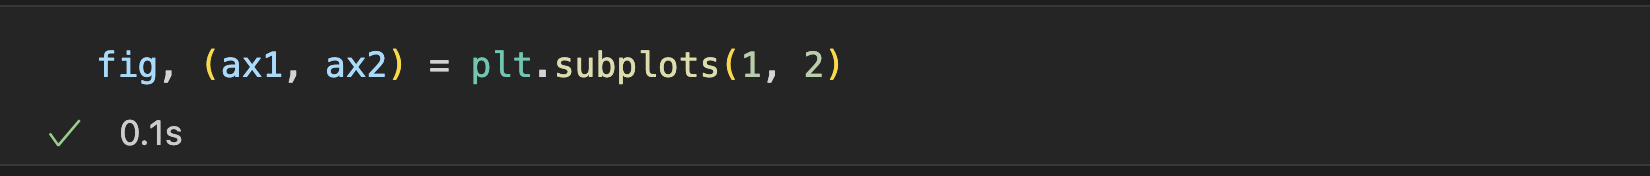 fig, (ax1, ax2) = plt.subplots(1, 2)
0.1s